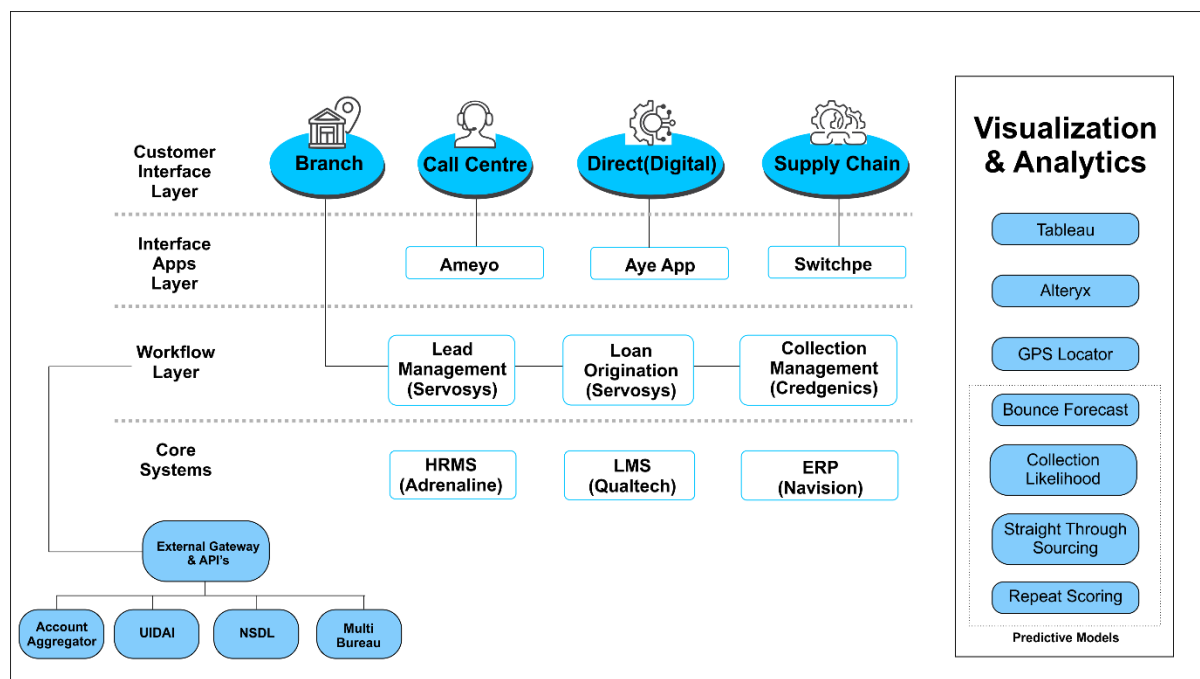 Customer
Interface
Layer
Branch
Call Centre
Direct(Digital)
Supply Chain
Interface
Apps
Layer
Ameyo
Aye App
Switchpe
Workflow
Layer
Lead
Management
(Servosys)
Loan
Origination
(Servosys)
Collection
Management
(Credgenics)
Core
Systems
HRMS
(Adrenaline)
LMS
(Qualtech)
ERP
(Navision)
External Gateway
& API's
Account
Aggregator
UIDAI
NSDL
Multi
Bureau
Visualization
& Analytics
Tableau
Alteryx
GPS Locator
Bounce Forecast
Collection
Likelihood
Straight Through
Sourcing
Repeat Scoring
Predictive Models